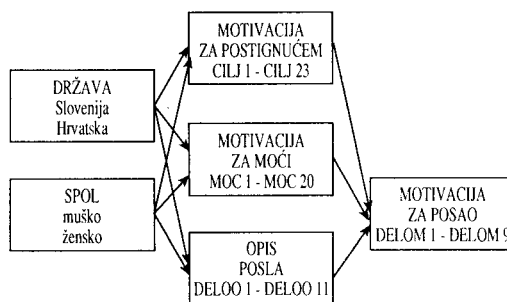 MOTIVACIJA
ZA POSTIGNUĆEM
CILJ 1 - CILJ 23
DRŽAVA
Slovenija
Hrvatska
MOTIVACIJA
ZA MOĆI
MOC 1 - MOC 20
SPOL
muško
žensko
MOTIVACIJA
ZA POSAO
DELOM 1 - DELOM 9
OPIS
POSLA
DELOO 1 - DELOO 11